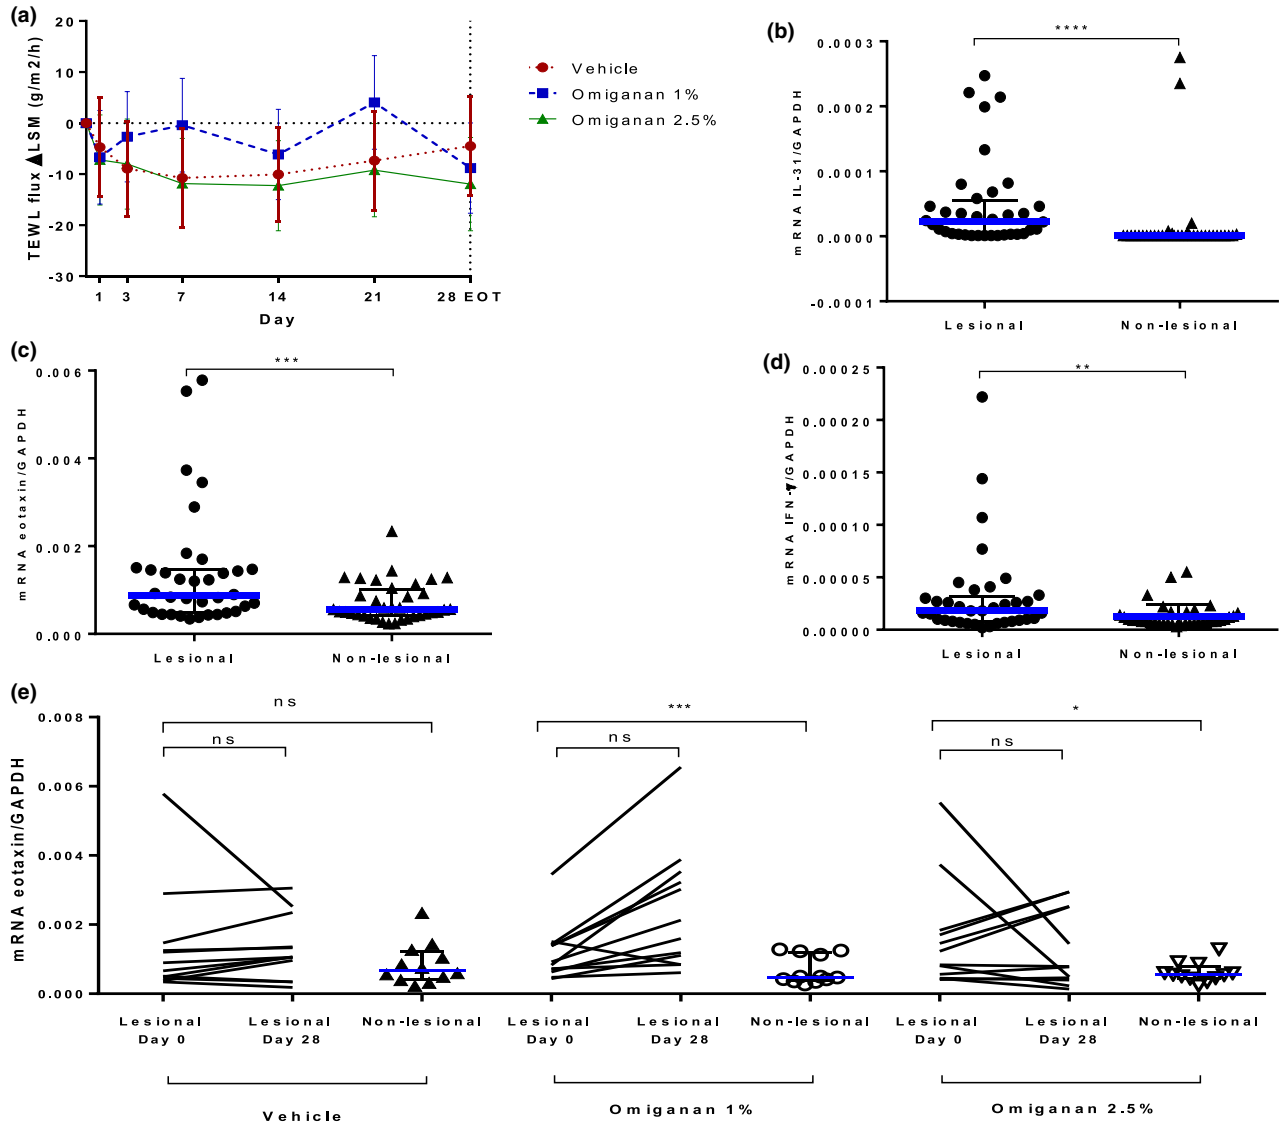 (a)
TEWL flux ▲LSM (g/m2/h)
20
10
0
-10
-20
-30
1 3 7 14 21 28 EOT
Day
Vehicle
Omiganan 1%
Omiganan 2.5%
(b)
mRNA IL-31/GAPDH
0.0003
0.0002
0.0001
0.0000
-0.0001
****
Lesional Non-lesional
(c)
mRNA eotaxin/GAPDH
0.006
0.004
0.002
0.000
***
Lesional Non-lesional
(d)
mRNA IFN-γ/GAPDH
0.00025
0.00020
0.00015
0.00010
0.00005
0.00000
**
Lesional Non-lesional
(e)
mRNA eotaxin/GAPDH
0.008
0.006
0.004
0.002
0.000
ns *** *
ns ns ns
Lesional Lesional Non-lesional Lesional Lesional Non-lesional Lesional Lesional Non-lesional
Day 0 Day 28 Day 0 Day 28 Day 0 Day 28
Vehicle Omiganan 1% Omiganan 2.5%